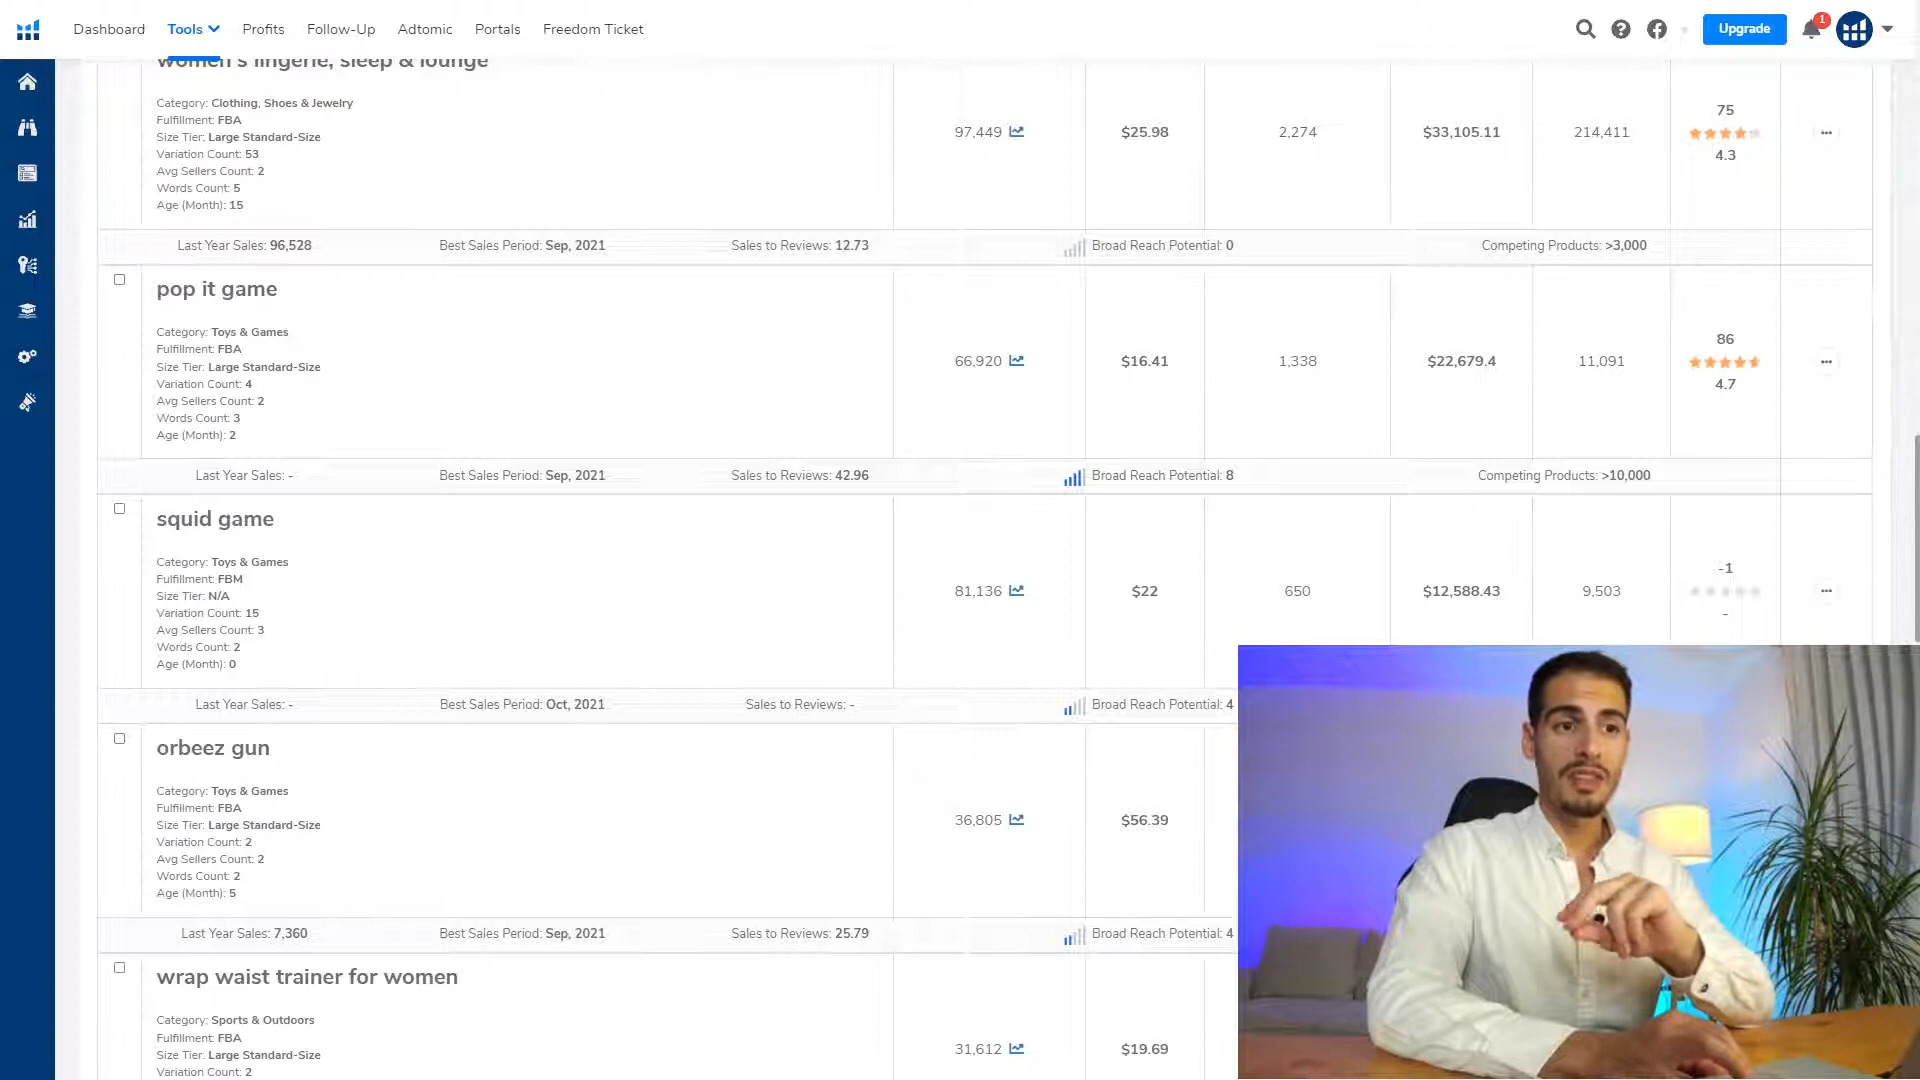 Dashboard Tools Profits Follow-Up Adtomic Portals Freedom Ticket Upgrade 1
women's lingerie, sleep & lounge
Category: Clothing, Shoes & Jewelry
Fulfillment: FBA
Size Tier: Large Standard-Size
Variation Count: 53
Avg Sellers Count: 2
Words Count: 5
Age (Month): 15
97,449 $25.98 2,274 $33,105.11 214,411 75
4.3
Last Year Sales: 96,528 Best Sales Period: Sep, 2021 Sales to Reviews: 12.73 Broad Reach Potential: 0 Competing Products: >3,000
pop it game
Category: Toys & Games
Fulfillment: FBA
Size Tier: Large Standard-Size
Variation Count: 4
Avg Sellers Count: 2
Words Count: 3
Age (Month): 2
66,920 $16.41 1,338 $22,679.4 11,091 86
4.7
Last Year Sales: - Best Sales Period: Sep, 2021 Sales to Reviews: 42.96 Broad Reach Potential: 8 Competing Products: >10,000
squid game
Category: Toys & Games
Fulfillment: FBM
Size Tier: N/A
Variation Count: 15
Avg Sellers Count: 3
Words Count: 2
Age (Month): 0
81,136 $22 650 $12,588.43 9,503 -1
-
Last Year Sales: - Best Sales Period: Oct, 2021 Sales to Reviews: - Broad Reach Potential: 4
orbeez gun
Category: Toys & Games
Fulfillment: FBA
Size Tier: Large Standard-Size
Variation Count: 2
Avg Sellers Count: 2
Words Count: 2
Age (Month): 5
36,805 $56.39
Last Year Sales: 7,360 Best Sales Period: Sep, 2021 Sales to Reviews: 25.79 Broad Reach Potential: 4
wrap waist trainer for women
Category: Sports & Outdoors
Fulfillment: FBA
Size Tier: Large Standard-Size
Variation Count: 2
31,612 $19.69